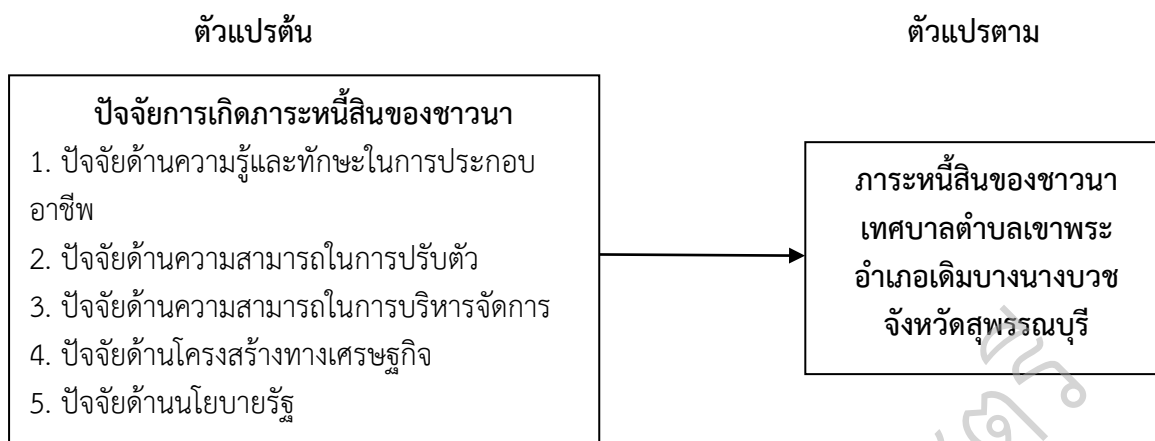 ตัวแปรต้น
ตัวแปรตาม
ปัจจัยการเกิดภาระหนี้สินของชาวนา
1. ปัจจัยด้านความรู้และทักษะในการประกอบ
อาชีพ
2. ปัจจัยด้านความสามารถในการปรับตัว
3. ปัจจัยด้านความสามารถในการบริหารจัดการ
4. ปัจจัยด้านโครงสร้างทางเศรษฐกิจ
5. ปัจจัยด้านนโยบายรัฐ
ภาระหนี้สินของชาวนา
เทศบาลตำบลเขาพระ
อำเภอเดิมบางนางบวช
จังหวัดสุพรรณบุรี